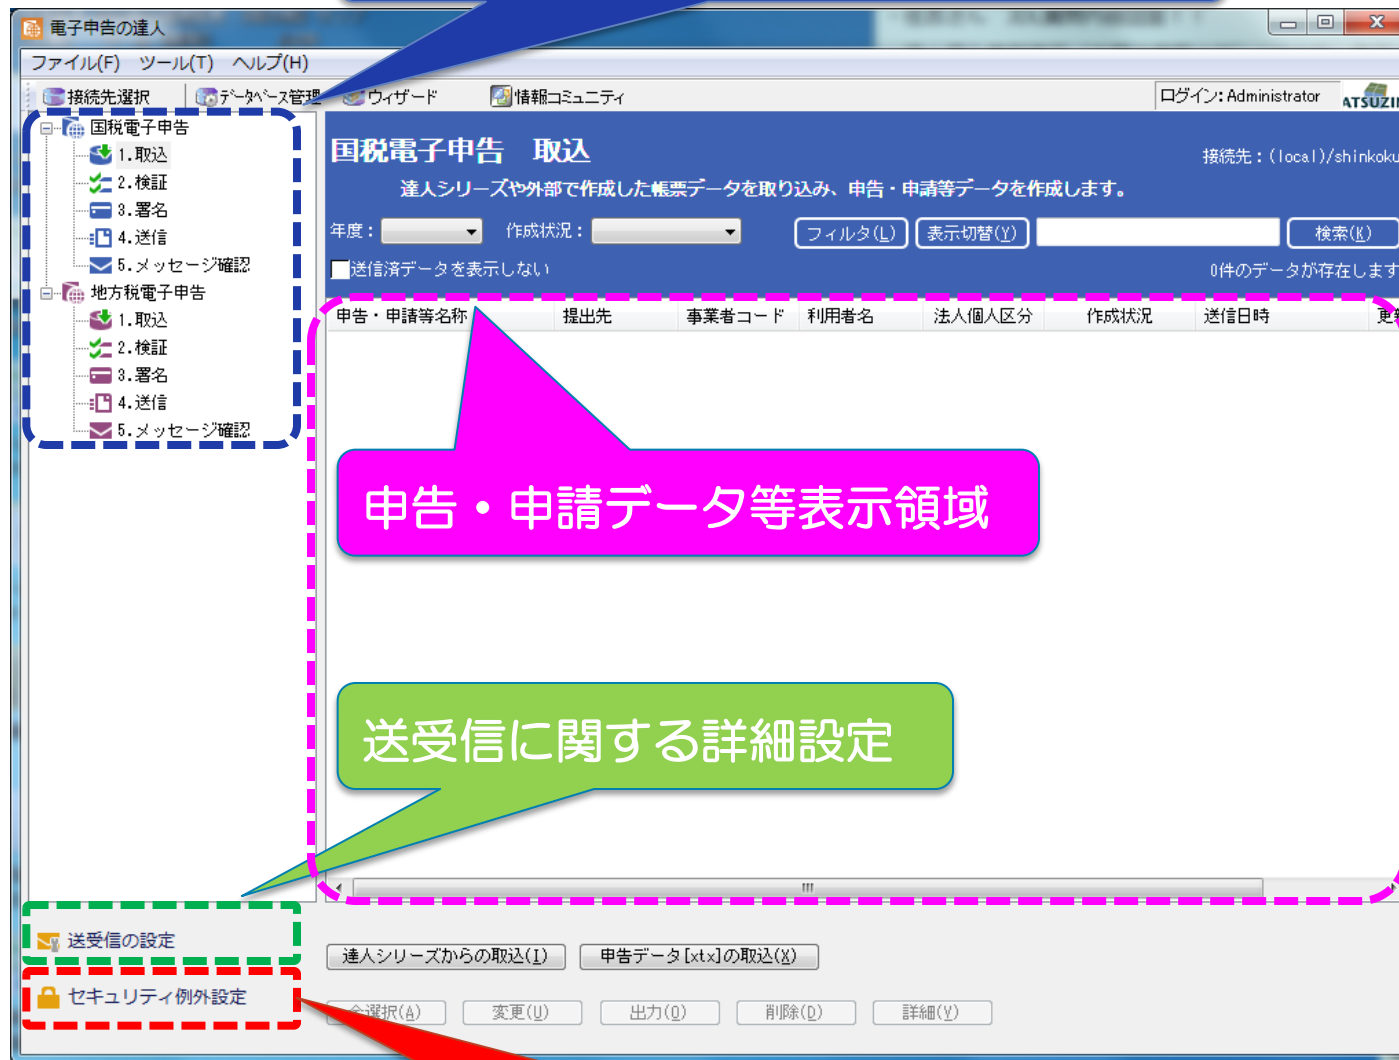 電子申告の達人
ファイル(F) ツール(T) ヘルプ(H)
接続先選択 データベース管理 ウィザード 情報コミュニティ ログイン: Administrator
国税電子申告
1.取込
2.検証
3.署名
4.送信
5.メッセージ確認
地方税電子申告
1.取込
2.検証
3.署名
4.送信
5.メッセージ確認
国税電子申告 取込
接続先：(local)/shinkoku
達人シリーズや外部で作成した帳票データを取り込み、申告・申請等データを作成します。
年度： 作成状況： フィルタ(L) 表示切替(Y) 検索(K)
送信済データを表示しない 0件のデータが存在します
申告・申請等名称 提出先 事業者コード 利用者名 法人個人区分 作成状況 送信日時
申告・申請データ等表示領域
送受信に関する詳細設定
送受信の設定
セキュリティ例外設定
達人シリーズからの取込(I) 申告データ[xtx]の取込(X)
選択(A) 変更(U) 出力(O) 削除(D) 詳細(V)